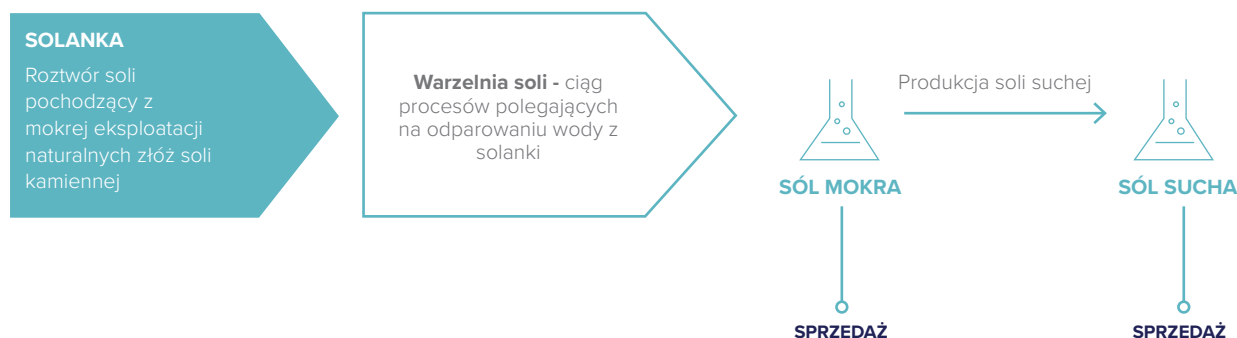 SOLANKA
Roztwór soli
pochodzący z
mokrej eksploatacji
naturalnych złóż soli
kamiennej
Warzelnia soli - ciąg
procesów polegających
na odparowaniu wody z
solanki
Produkcja soli suchej
SÓL MOKRA
SÓL SUCHA
SPRZEDAŻ
SPRZEDAŻ